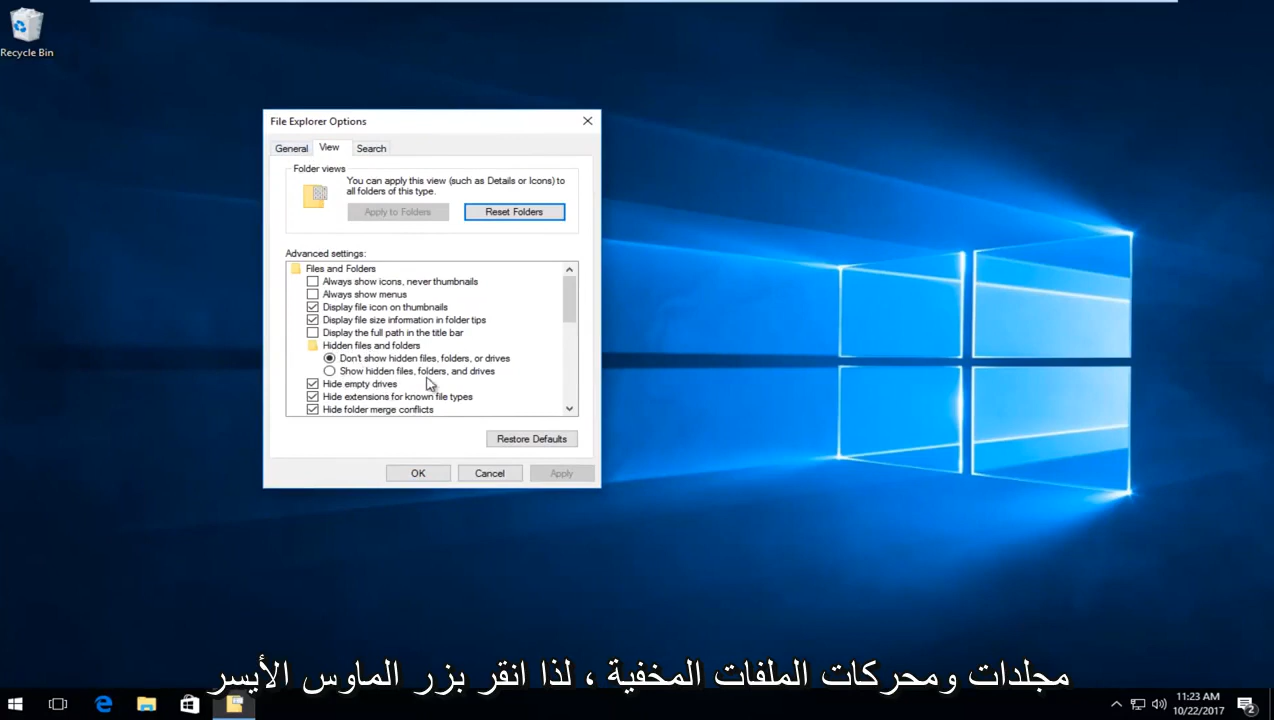 Recycle Bin
File Explorer Options
General View Search
Folder views
You can apply this view (such as Details or Icons) to
all folders of this type.
Apply to Folders Reset Folders
Advanced settings:
Files and Folders
Always show icons, never thumbnails
Always show menus
Display file icon on thumbnails
Display file size information in folder tips
Display the full path in the title bar
Hidden files and folders
Don't show hidden files, folders, or drives
Show hidden files, folders, and drives
Hide empty drives
Hide extensions for known file types
Hide folder merge conflicts
Restore Defaults
OK Cancel Apply
مجلدات ومحركات الملفات المخفية ، لذا انقر بزر الماوس الأيسر
11:23 AM
10/22/2017
2